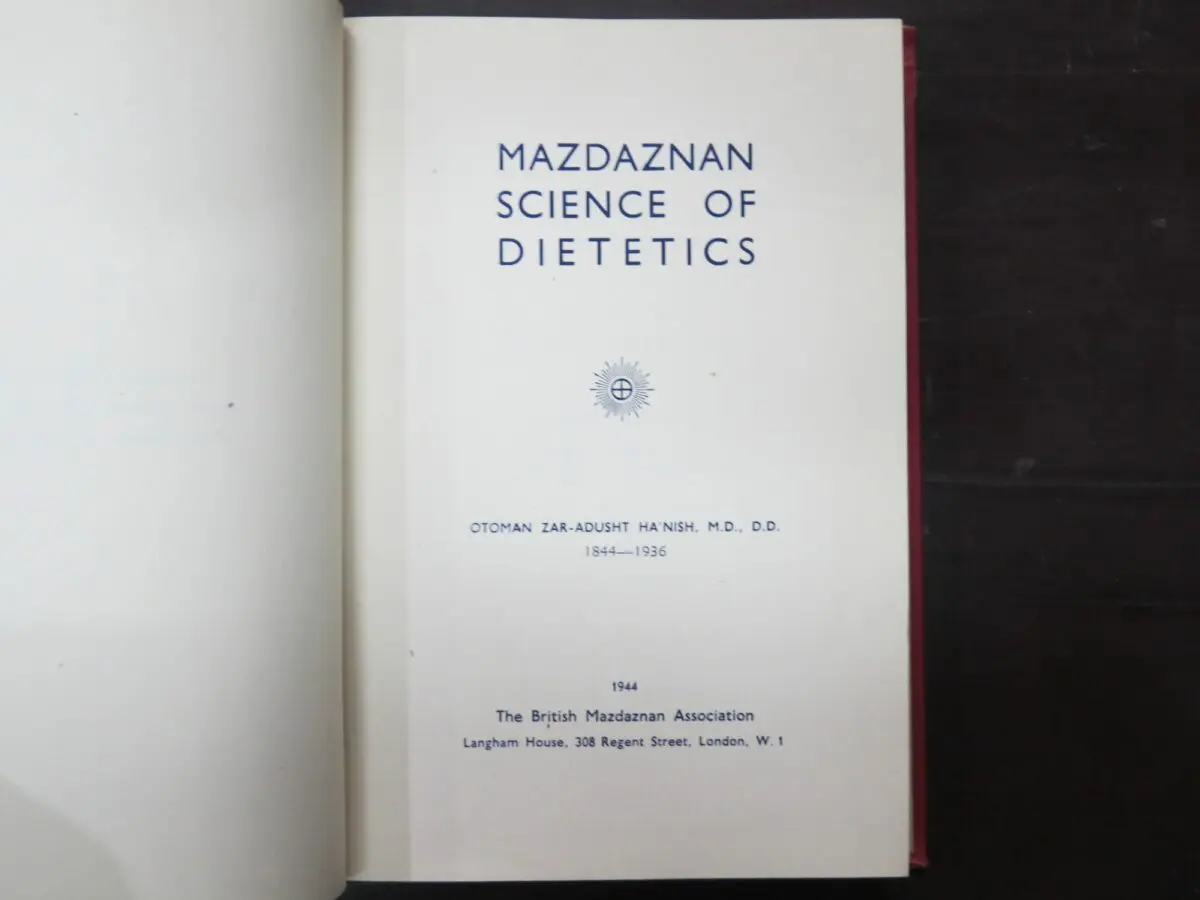 MAZDAZNAN
SCIENCE OF
DIETETICS
OTOMAN ZAR-ADUSHT HA'NISH, M.D., D.D.
1844—1936
1944
The British Mazdaznan Association
Langham House, 308 Regent Street, London, W. 1